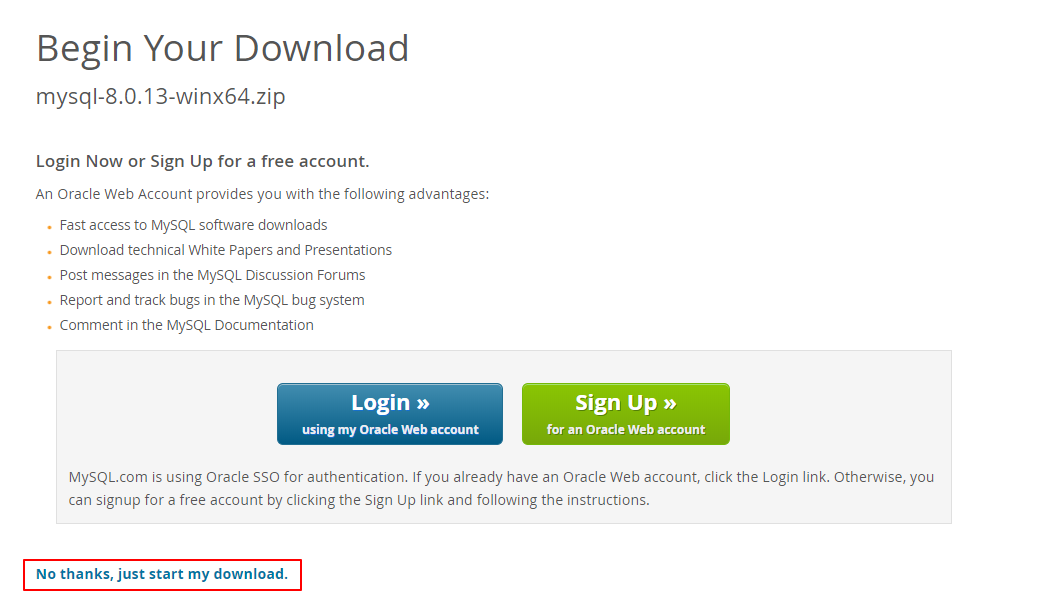 Begin Your Download
mysql-8.0.13-winx64.zip
Login Now or Sign Up for a free account.
An Oracle Web Account provides you with the following advantages:
Fast access to MySQL software downloads
Download technical White Papers and Presentations
Post messages in the MySQL Discussion Forums
Report and track bugs in the MySQL bug system
Comment in the MySQL Documentation
Login »
using my Oracle Web account
Sign Up »
for an Oracle Web account
MySQL.com is using Oracle SSO for authentication. If you already have an Oracle Web account, click the Login link. Otherwise, you
can signup for a free account by clicking the Sign Up link and following the instructions.
No thanks, just start my download.